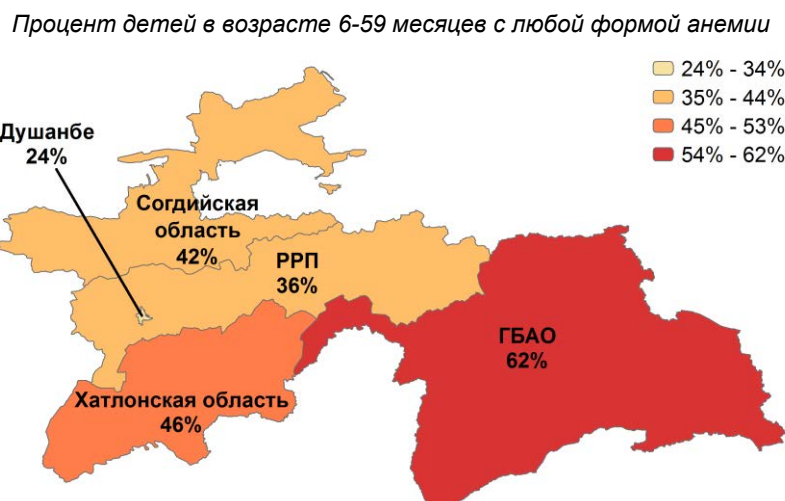 Процент детей в возрасте 6-59 месяцев с любой формой анемии
24% - 34%
35% - 44%
45% - 53%
54% - 62%
Душанбе
24%
Согдийская
область
42%
РРП
36%
ГБАО
62%
Хатлонская область
46%